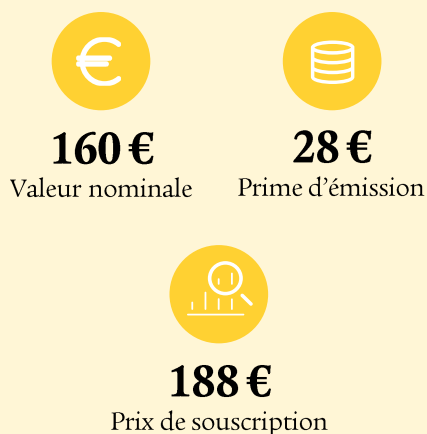 160 € 28 €
Valeur nominale Prime d’émission
188 €
Prix de souscription